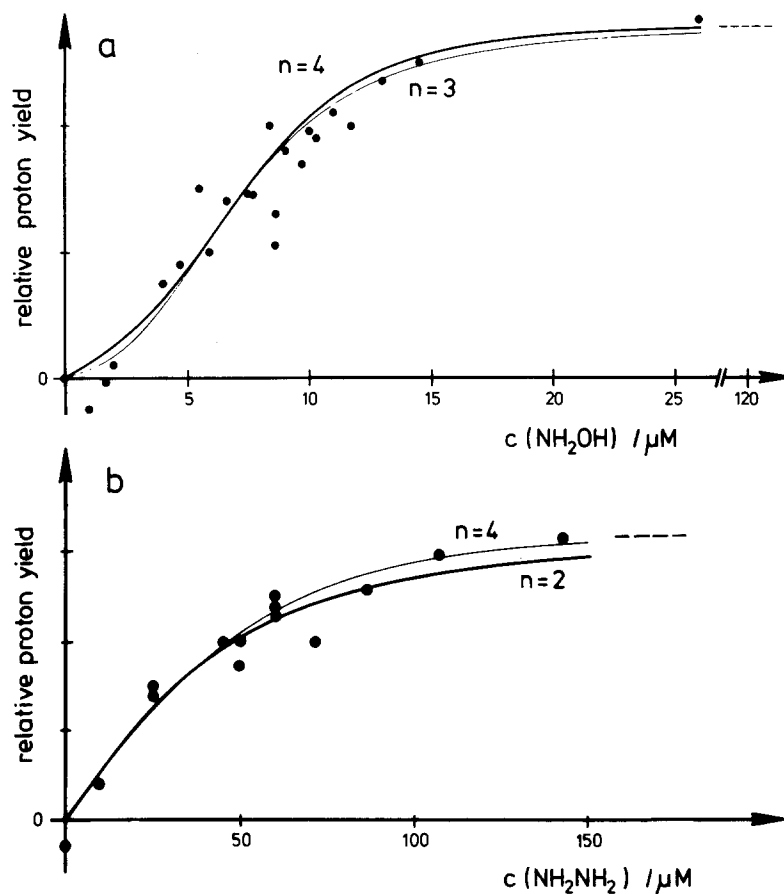 a
n=4
n=3
relative proton yield
0
5
10
15
20
25
120
c (NH₂OH) /µM
b
n=4
n=2
relative proton yield
0
50
100
150
c (NH₂NH₂) /µM